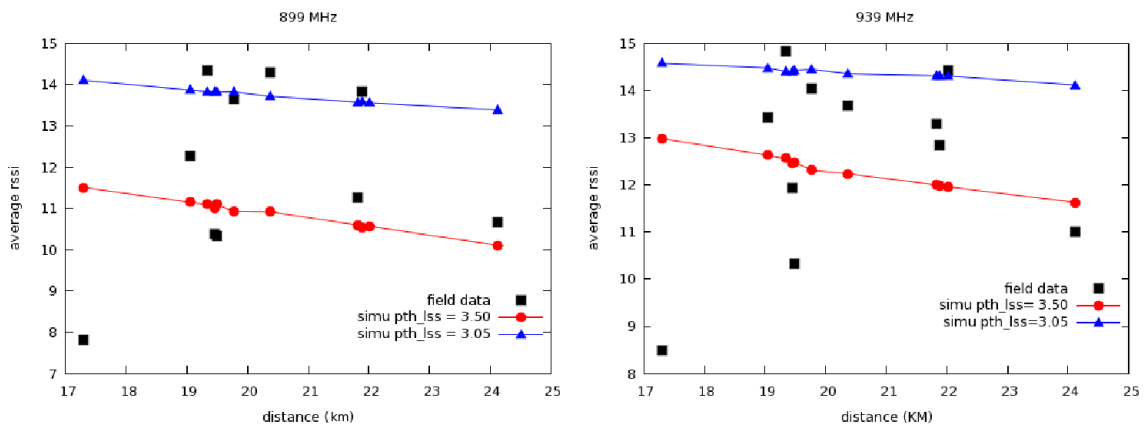 899 MHz
15
14
13
12
11
10
9
8
7
average rssi
field data
simu pth_lss = 3.50
simu pth_lss = 3.05
17 18 19 20 21 22 23 24 25
distance (km)
939 MHz
15
14
13
12
11
10
9
8
average rssi
field data
simu pth_lss= 3.50
simu pth_lss=3.05
17 18 19 20 21 22 23 24 25
distance (KM)